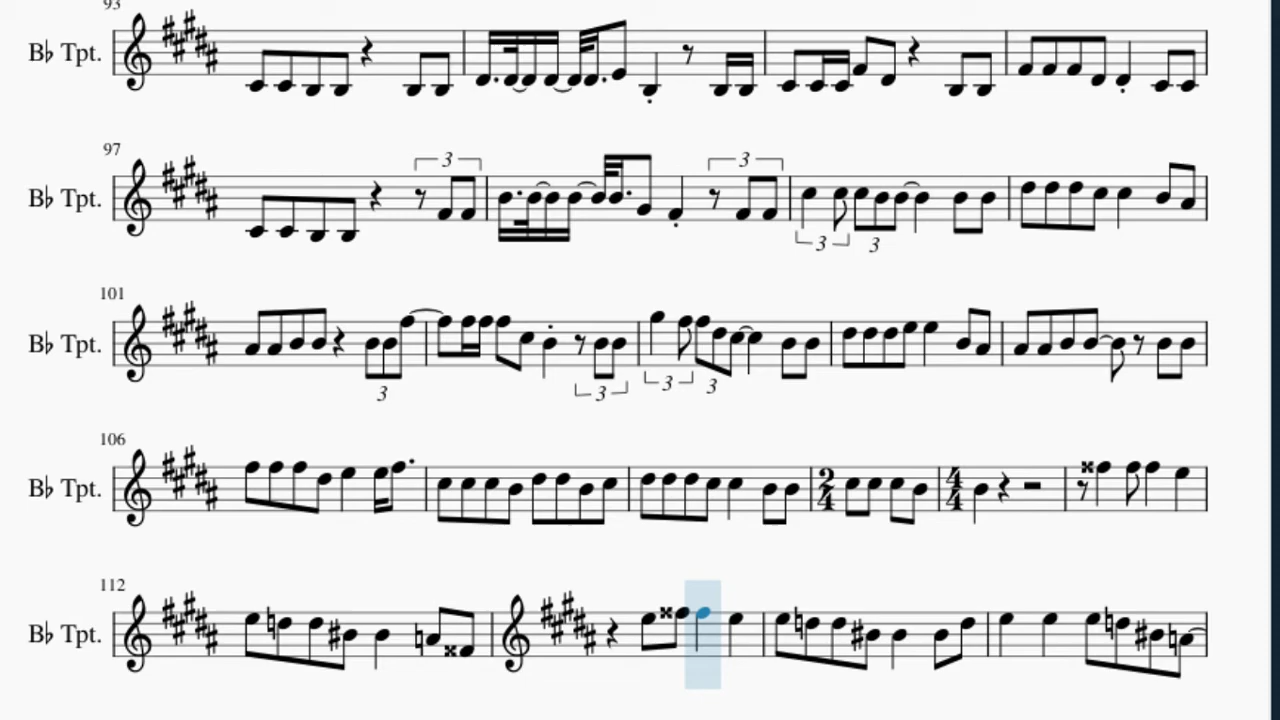 93
B♭ Tpt.
97
3 3
B♭ Tpt.
3 3
101
B♭ Tpt.
3 3 3 3
106
B♭ Tpt.
2 4 4 4
112
B♭ Tpt.